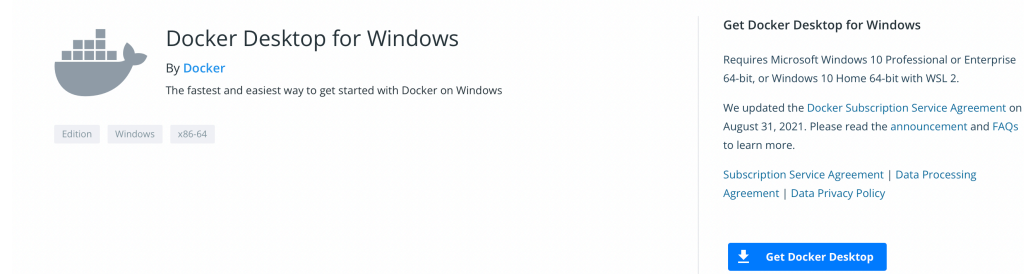 Docker Desktop for Windows
By Docker
The fastest and easiest way to get started with Docker on Windows
Edition
Windows
x86-64
Get Docker Desktop for Windows
Requires Microsoft Windows 10 Professional or Enterprise
64-bit, or Windows 10 Home 64-bit with WSL 2.
We updated the Docker Subscription Service Agreement on
August 31, 2021. Please read the announcement and FAQs
to learn more.
Subscription Service Agreement | Data Processing
Agreement | Data Privacy Policy
Get Docker Desktop